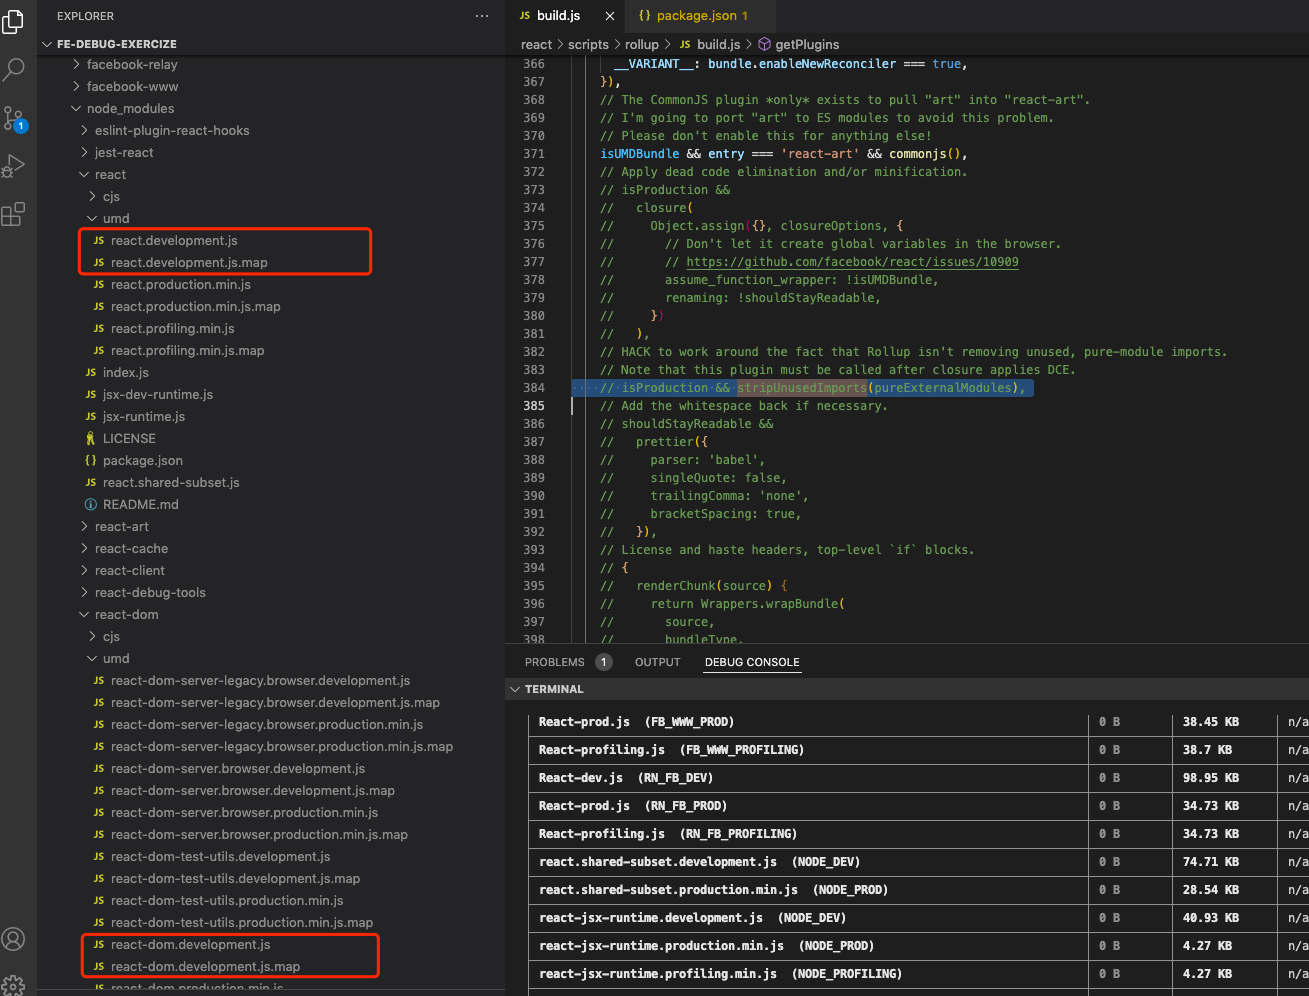 EXPLORER
FE-DEBUG-EXERCIZE
facebook-relay
facebook-www
node_modules
eslint-plugin-react-hooks
jest-react
react
cjs
umd
JS react.development.js
JS react.development.js.map
JS react.production.min.js
JS react.production.min.js.map
JS react.profiling.min.js
JS react.profiling.min.js.map
JS index.js
JS jsx-dev-runtime.js
JS jsx-runtime.js
LICENSE
{} package.json
JS react.shared-subset.js
README.md
react-art
react-cache
react-client
react-debug-tools
react-dom
cjs
umd
JS react-dom-server-legacy.browser.development.js
JS react-dom-server-legacy.browser.development.js.map
JS react-dom-server-legacy.browser.production.min.js
JS react-dom-server-legacy.browser.production.min.js.map
JS react-dom-server.browser.development.js
JS react-dom-server.browser.development.js.map
JS react-dom-server.browser.production.min.js
JS react-dom-server.browser.production.min.js.map
JS react-dom-test-utils.development.js
JS react-dom-test-utils.development.js.map
JS react-dom-test-utils.production.min.js
JS react-dom-test-utils.production.min.js.map
JS react-dom.development.js
JS react-dom.development.js.map
JS react-dom.production.min.js
1
JS build.js × {} package.json 1
react > scripts > rollup > JS build.js > getPlugins
366 __VARIANT__: bundle.enableNewReconciler === true,
367 }),
368 // The CommonJS plugin *only* exists to pull "art" into "react-art".
369 // I'm going to port "art" to ES modules to avoid this problem.
370 // Please don't enable this for anything else!
371 isUMDBundle && entry === 'react-art' && commonjs(),
372 // Apply dead code elimination and/or minification.
373 // isProduction &&
374 //   closure(
375 //     Object.assign({}, closureOptions, {
376 //       // Don't let it create global variables in the browser.
377 //       // https://github.com/facebook/react/issues/10909
378 //       assume_function_wrapper: !isUMDBundle,
379 //       renaming: !shouldStayReadable,
380 //     })
381 //   ),
382 // HACK to work around the fact that Rollup isn't removing unused, pure-module imports.
383 // Note that this plugin must be called after closure applies DCE.
384 // isProduction && stripUnusedImports(pureExternalModules),
385 // Add the whitespace back if necessary.
386 // shouldStayReadable &&
387 //   prettier({
388 //     parser: 'babel',
389 //     singleQuote: false,
390 //     trailingComma: 'none',
391 //     bracketSpacing: true,
392 //   }),
393 // License and haste headers, top-level `if` blocks.
394 // {
395 //   renderChunk(source) {
396 //     return Wrappers.wrapBundle(
397 //       source,
398 //       bundleType,
PROBLEMS 1 OUTPUT DEBUG CONSOLE
TERMINAL
React-prod.js (FB_WWW_PROD) 0 B 38.45 KB n/a
React-profiling.js (FB_WWW_PROFILING) 0 B 38.7 KB n/a
React-dev.js (RN_FB_DEV) 0 B 98.95 KB n/a
React-prod.js (RN_FB_PROD) 0 B 34.73 KB n/a
React-profiling.js (RN_FB_PROFILING) 0 B 34.73 KB n/a
react.shared-subset.development.js (NODE_DEV) 0 B 74.71 KB n/a
react.shared-subset.production.min.js (NODE_PROD) 0 B 28.54 KB n/a
react-jsx-runtime.development.js (NODE_DEV) 0 B 40.93 KB n/a
react-jsx-runtime.production.min.js (NODE_PROD) 0 B 4.27 KB n/a
react-jsx-runtime.profiling.min.js (NODE_PROFILING) 0 B 4.27 KB n/a